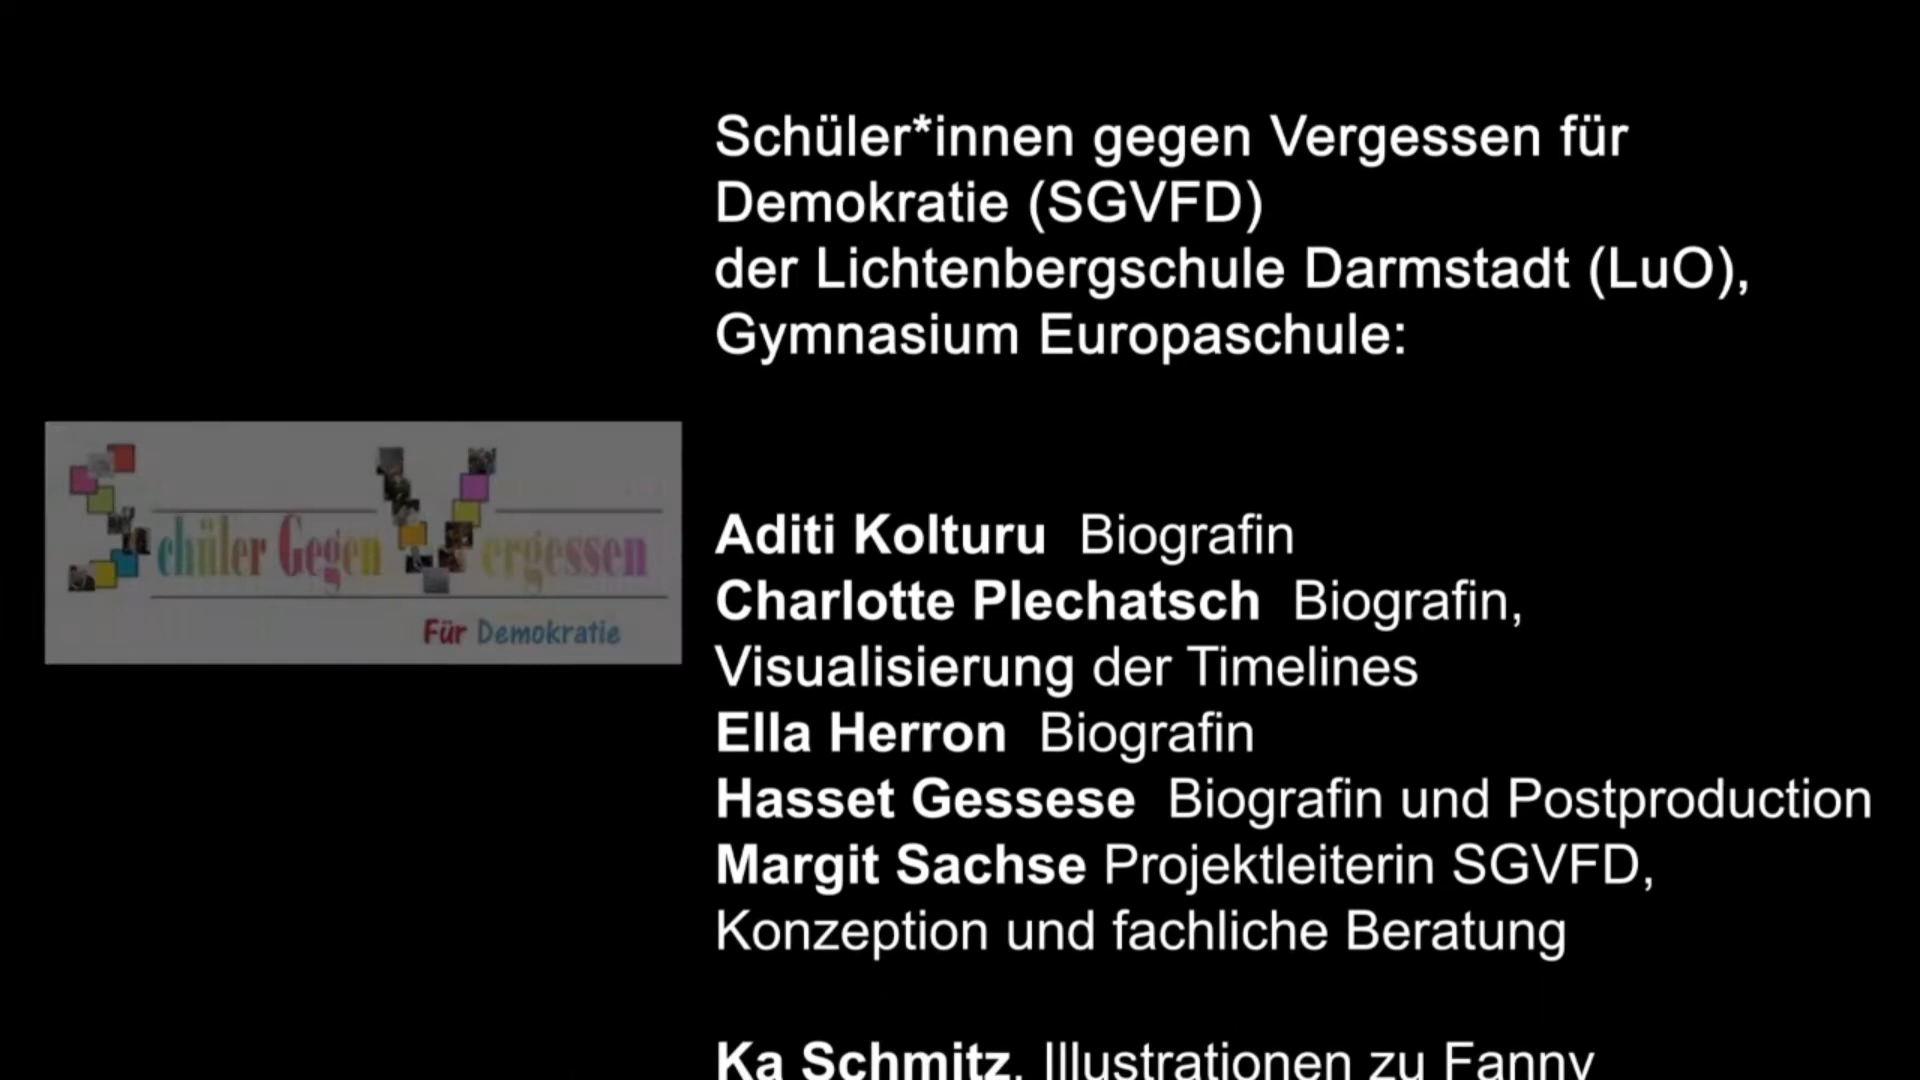 Schüler*innen gegen Vergessen für
Demokratie (SGVFD)
der Lichtenbergschule Darmstadt (LuO),
Gymnasium Europaschule:
Schüler Gegen Vergessen
Für Demokratie
Aditi Kolturu Biografin
Charlotte Plechatsch Biografin,
Visualisierung der Timelines
Ella Herron Biografin
Hasset Gessese Biografin und Postproduction
Margit Sachse Projektleiterin SGVFD,
Konzeption und fachliche Beratung
Ka Schmitz, Illustrationen zu Fanny